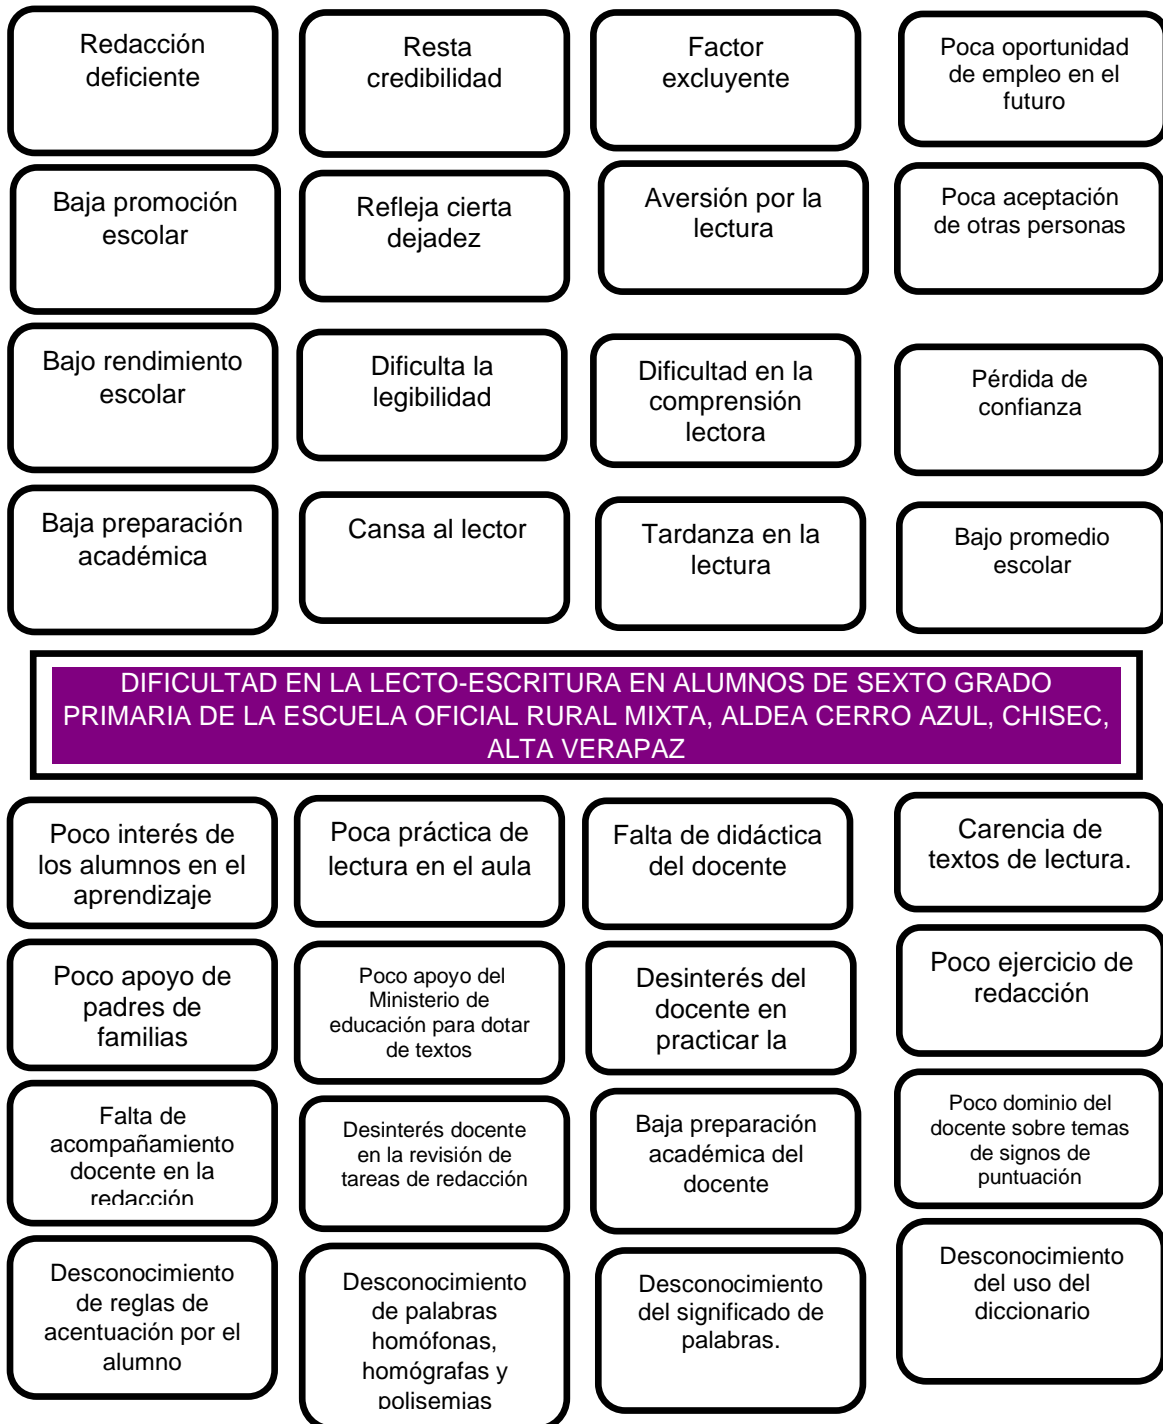 Redacción
deficiente
Resta
credibilidad
Factor
excluyente
Poca oportunidad
de empleo en el
futuro
Baja promoción
escolar
Refleja cierta
dejadez
Aversión por la
lectura
Poca aceptación
de otras personas
Bajo rendimiento
escolar
Dificulta la
legibilidad
Dificultad en la
comprensión
lectora
Pérdida de
confianza
Baja preparación
académica
Cansa al lector
Tardanza en la
lectura
Bajo promedio
escolar
DIFICULTAD EN LA LECTO-ESCRITURA EN ALUMNOS DE SEXTO GRADO
PRIMARIA DE LA ESCUELA OFICIAL RURAL MIXTA, ALDEA CERRO AZUL, CHISEC,
ALTA VERAPAZ
Poco interés de
los alumnos en el
aprendizaje
Poca práctica de
lectura en el aula
Falta de didáctica
del docente
Carencia de
textos de lectura.
Poco apoyo de
padres de
familias
Poco apoyo del
Ministerio de
educación para dotar
de textos
Desinterés del
docente en
practicar la
Poco ejercicio de
redacción
Falta de
acompañamiento
docente en la
redacción
Desinterés docente
en la revisión de
tareas de redacción
Baja preparación
académica del
docente
Poco dominio del
docente sobre temas
de signos de
puntuación
Desconocimiento
de reglas de
acentuación por el
alumno
Desconocimiento
de palabras
homófonas,
homógrafas y
polisemias
Desconocimiento
del significado de
palabras.
Desconocimiento
del uso del
diccionario